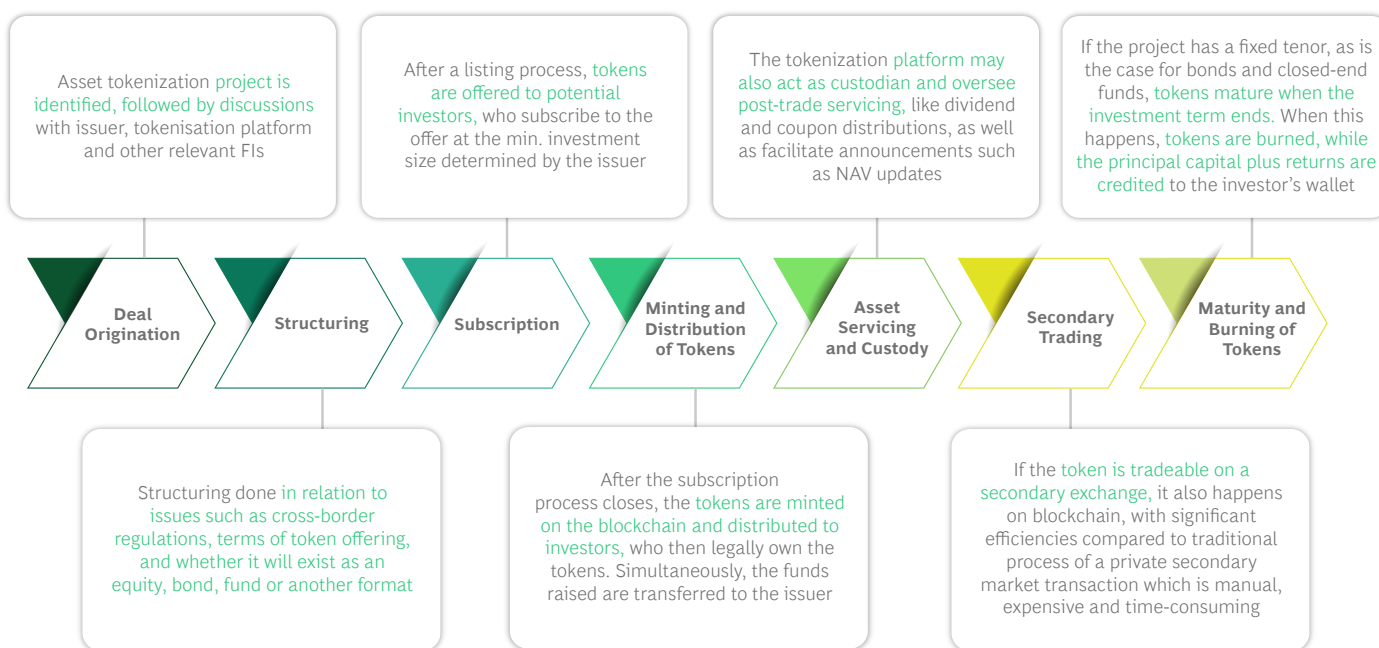 Asset tokenization project is
identified, followed by discussions
with issuer, tokenisation platform
and other relevant FIs
After a listing process, tokens
are offered to potential
investors, who subscribe to the
offer at the min. investment
size determined by the issuer
The tokenization platform may
also act as custodian and oversee
post-trade servicing, like dividend
and coupon distributions, as well
as facilitate announcements such
as NAV updates
If the project has a fixed tenor, as is
the case for bonds and closed-end
funds, tokens mature when the
investment term ends. When this
happens, tokens are burned, while
the principal capital plus returns are
credited to the investor’s wallet
Deal
Origination
Structuring
Subscription
Minting and
Distribution
of Tokens
Asset
Servicing
and Custody
Secondary
Trading
Maturity and
Burning of
Tokens
Structuring done in relation to
issues such as cross-border
regulations, terms of token offering,
and whether it will exist as an
equity, bond, fund or another format
After the subscription
process closes, the tokens are minted
on the blockchain and distributed to
investors, who then legally own the
tokens. Simultaneously, the funds
raised are transferred to the issuer
If the token is tradeable on a
secondary exchange, it also happens
on blockchain, with significant
efficiencies compared to traditional
process of a private secondary
market transaction which is manual,
expensive and time-consuming